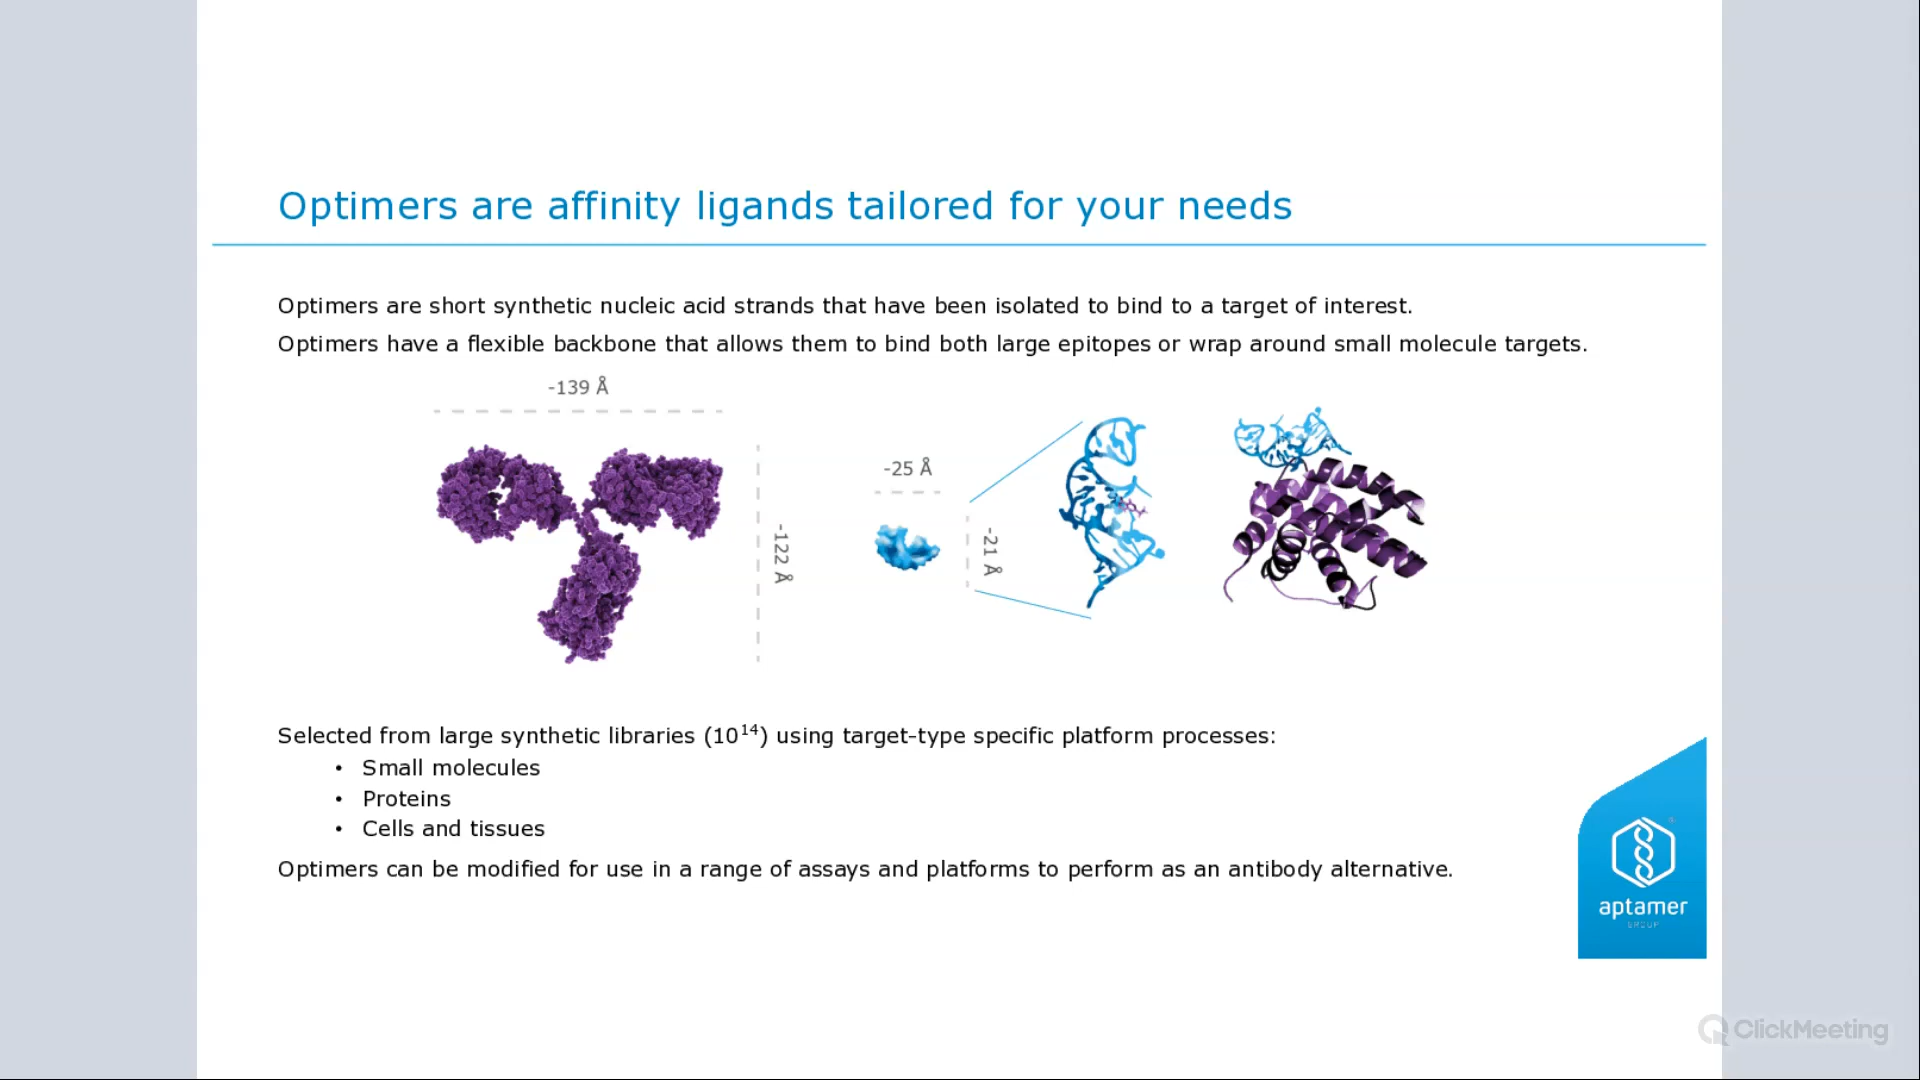 Optimers are affinity ligands tailored for your needs
Optimers are short synthetic nucleic acid strands that have been isolated to bind to a target of interest.
Optimers have a flexible backbone that allows them to bind both large epitopes or wrap around small molecule targets.
-139 Å
-122 Å
-25 Å
-21 Å
Selected from large synthetic libraries (10¹⁴) using target-type specific platform processes:
• Small molecules
• Proteins
• Cells and tissues
Optimers can be modified for use in a range of assays and platforms to perform as an antibody alternative.
aptamer
GROUP
ClickMeeting